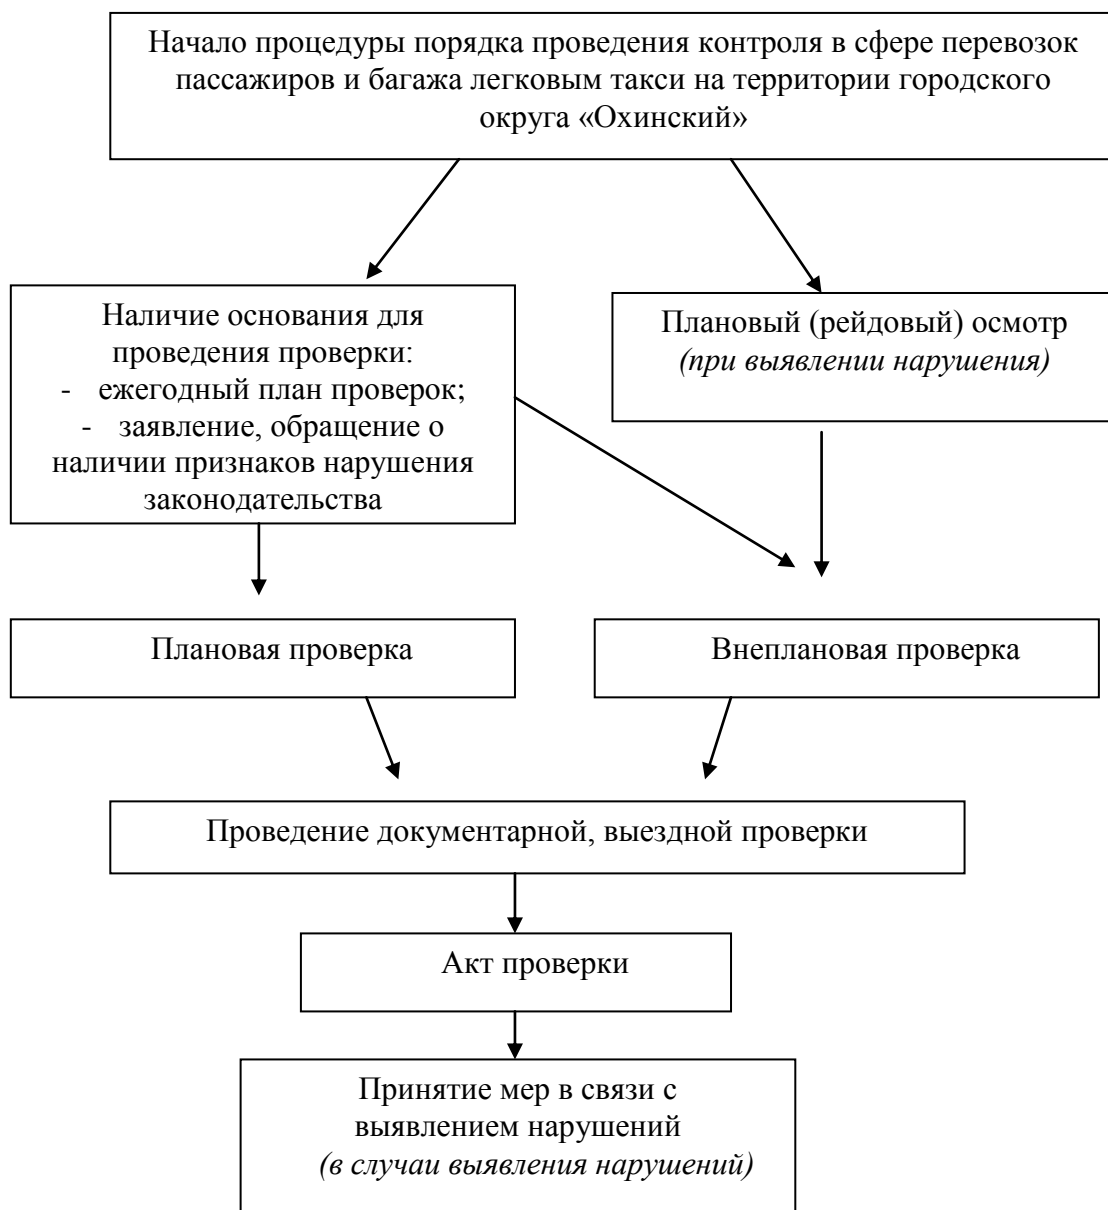 Начало процедуры порядка проведения контроля в сфере перевозок
пассажиров и багажа легковым такси на территории городского
округа «Охинский»
Наличие основания для
проведения проверки:
- ежегодный план проверок;
- заявление, обращение о
наличии признаков нарушения
законодательства
Плановый (рейдовый) осмотр
(при выявлении нарушения)
Плановая проверка
Внеплановая проверка
Проведение документарной, выездной проверки
Акт проверки
Принятие мер в связи с
выявлением нарушений
(в случаи выявления нарушений)